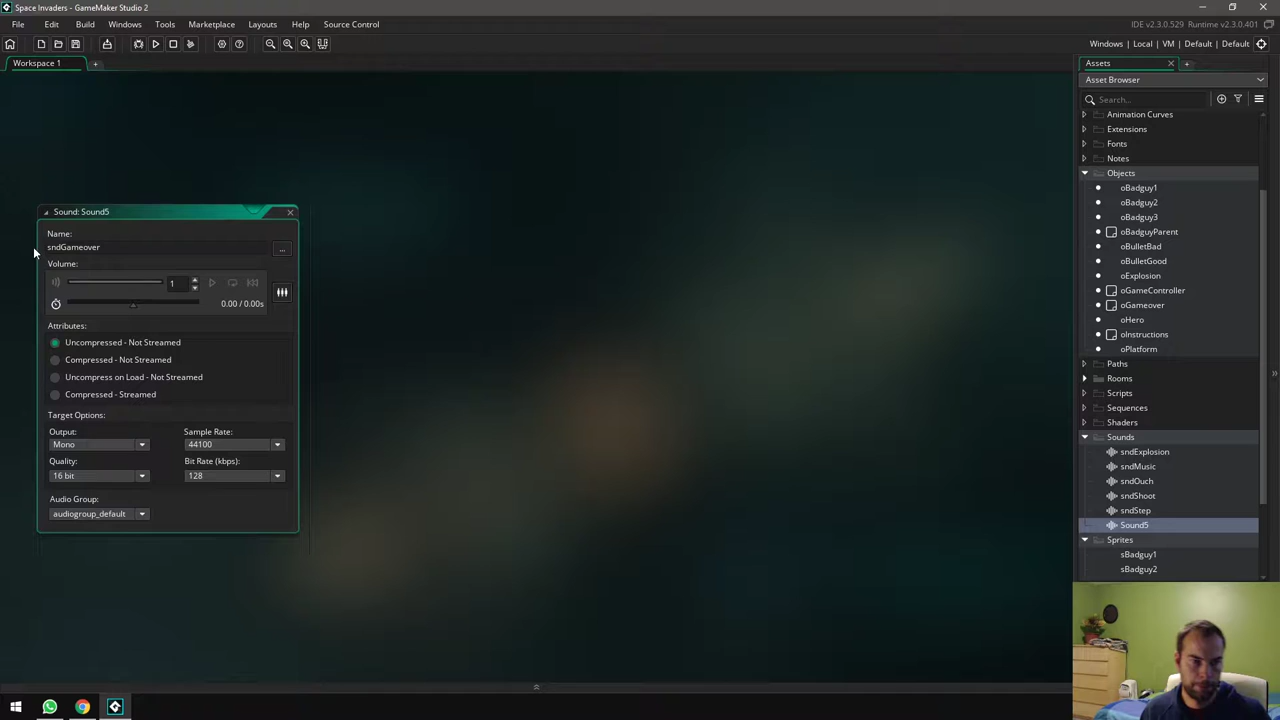 Space Invaders - GameMaker Studio 2
File Edit Build Windows Tools Marketplace Layouts Help Source Control
IDE v2.3.0.529 Runtime v2.3.0.401
Windows | Local | VM | Default | Default
Workspace 1
Assets
Asset Browser
Search...
Animation Curves
Extensions
Fonts
Notes
Objects
oBadguy1
oBadguy2
oBadguy3
oBadguyParent
oBulletBad
oBulletGood
oExplosion
oGameController
oGameover
oHero
oInstructions
oPlatform
Paths
Rooms
Scripts
Sequences
Shaders
Sounds
sndExplosion
sndMusic
sndOuch
sndShoot
sndStep
Sound5
Sprites
sBadguy1
sBadguy2
Sound: Sound5
Name:
sndGameover
...
Volume:
1
0.00 / 0.00s
Attributes:
Uncompressed - Not Streamed
Compressed - Not Streamed
Uncompress on Load - Not Streamed
Compressed - Streamed
Target Options:
Output: Sample Rate:
Mono 44100
Quality: Bit Rate (kbps):
16 bit 128
Audio Group:
audiogroup_default